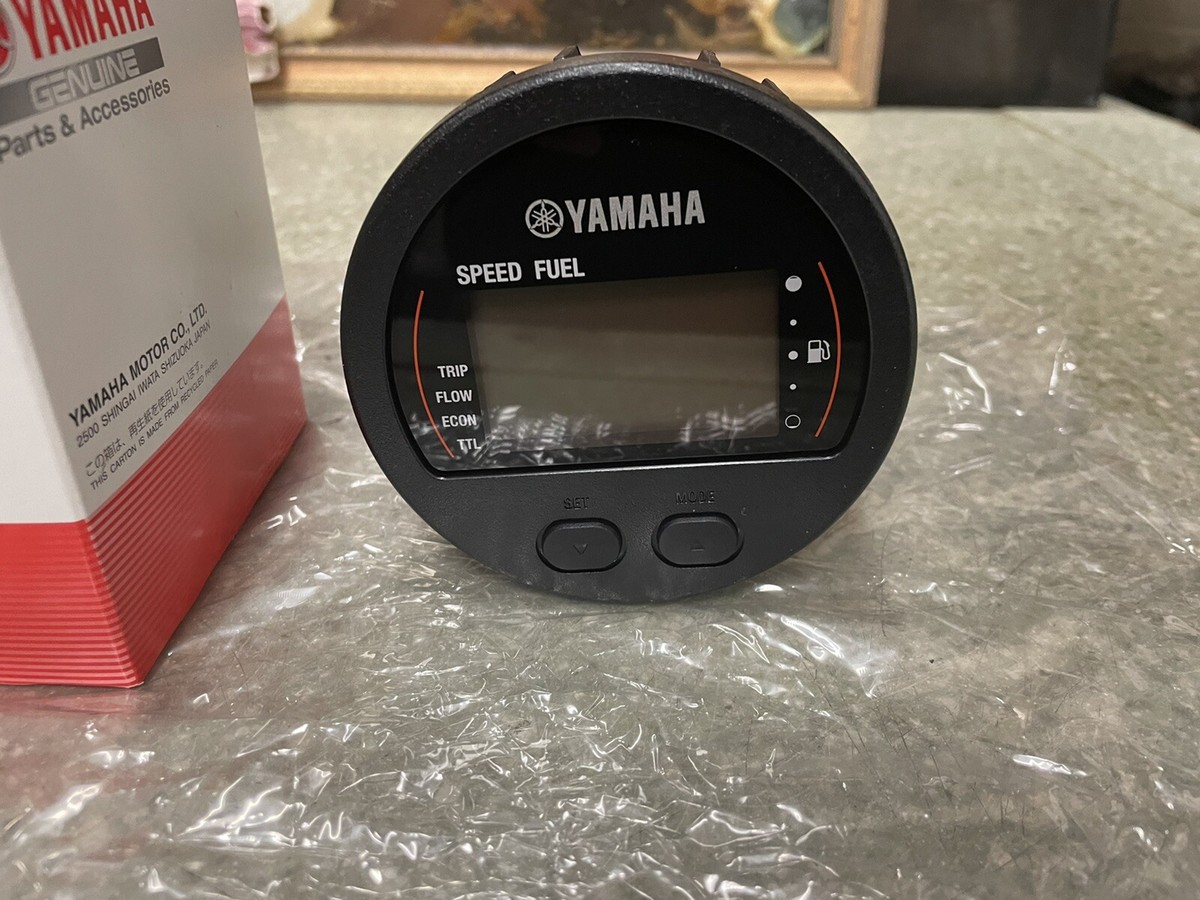 YAMAHA
GENUINE
Parts & Accessories
YAMAHA MOTOR CO., LTD.
2500 SHINGAI IWATA SHIZUOKA JAPAN
この箱は、再生紙を使用しています。
THIS CARTON IS MADE FROM RECYCLED PAPER
YAMAHA
SPEED FUEL
TRIP
FLOW
ECON
TTL
SET MODE